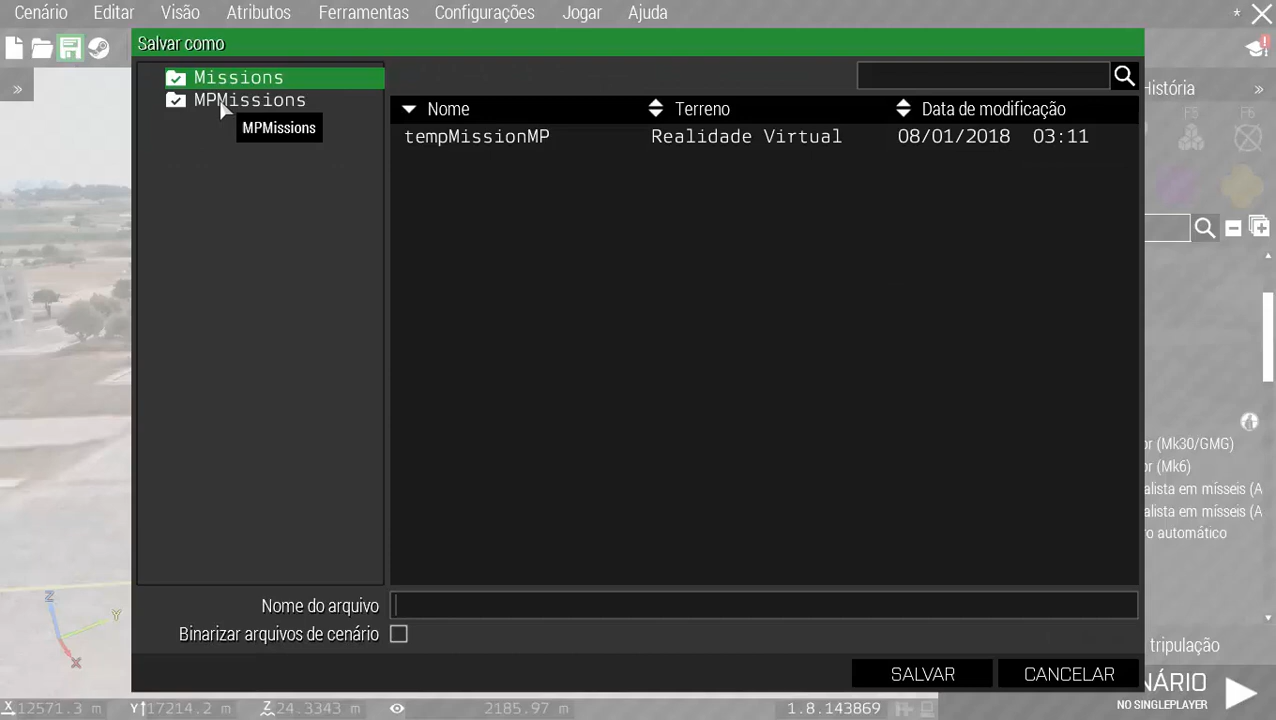 Cenário Editar Visão Atributos Ferramentas Configurações Jogar Ajuda *
Salvar como
Missions
MPMissions
MPMissions
Nome Terreno Data de modificação
tempMissionMP Realidade Virtual 08/01/2018 03:11
História
F5 F6
or (Mk30/GMG)
or (Mk6)
alista em mísseis (A
alista em mísseis (A
ro automático
Nome do arquivo
Binarizar arquivos de cenário
tripulação
SALVAR CANCELAR
NÁRIO
NO SINGLEPLAYER
Z
Y
X
X 12571.3 m Y 17214.2 m Z 24.3343 m 2185.97 m 1.8.143869